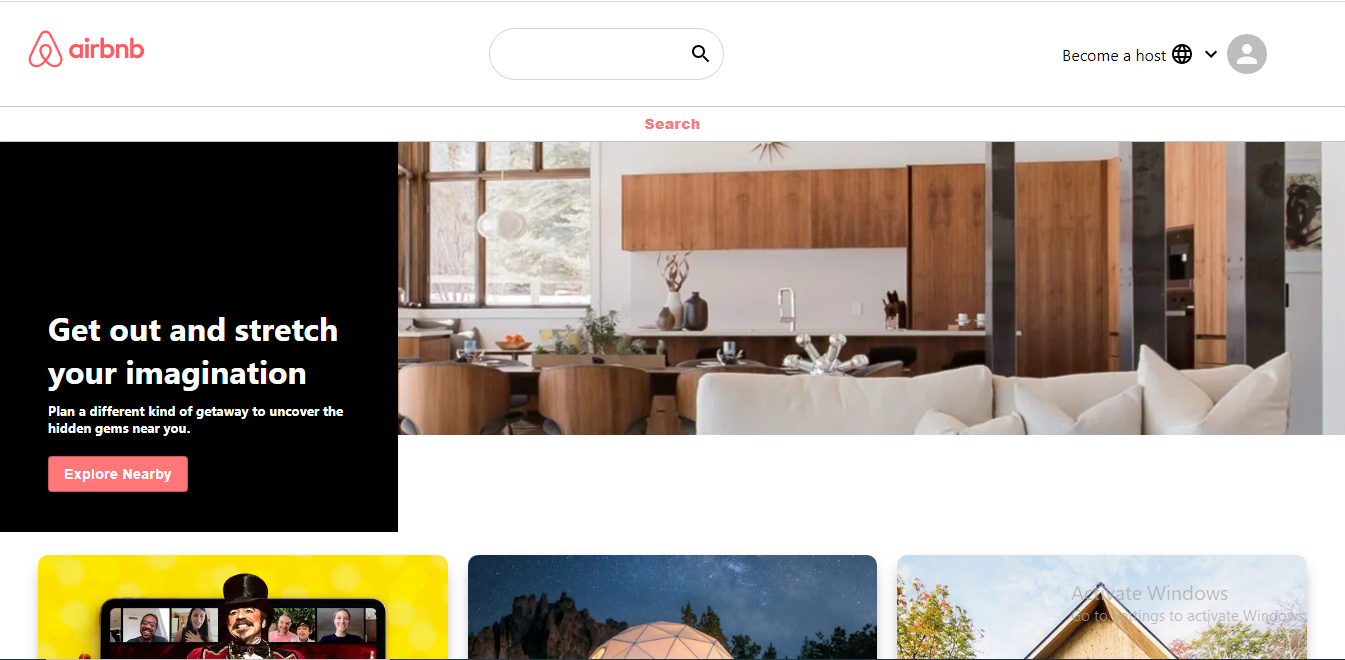 airbnb
Become a host
Search
Get out and stretch
your imagination
Plan a different kind of getaway to uncover the
hidden gems near you.
Explore Nearby
Activate Windows
Go to Settings to activate Windows.